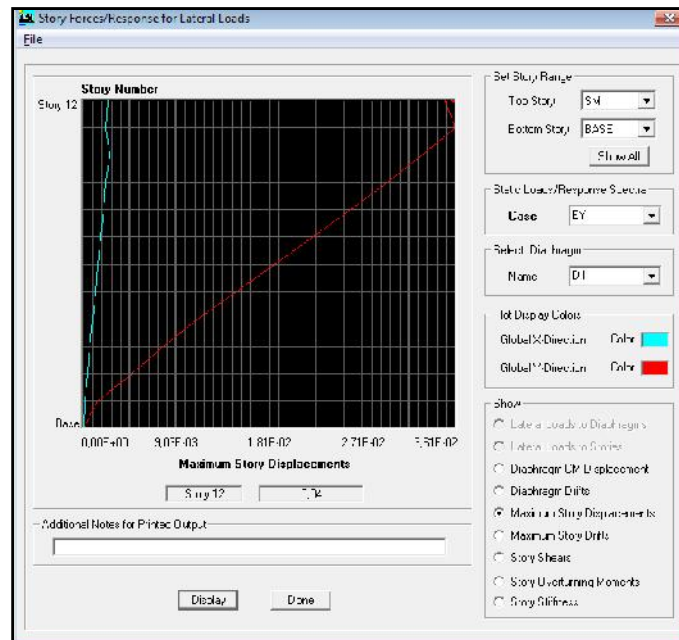 Story Forces/Response for Lateral Loads
File
Story Number
Story 12
Base
0,00E+00
9,03E-03
1,81E-02
2,71E-02
3,61E-02
Maximum Story Displacements
Story 12
0,04
Additional Notes for Printed Output
Display
Done
Set Story Range
Top Story
Bottom Story
BASE
Show All
Static Loads/Response Spectra
Case
EY
Select Diaphragm
Name
D1
Plot Display Colors
Global X-Direction
Color
Global Y-Direction
Color
Show
Lateral Loads to Diaphragms
Lateral Loads to Stories
Diaphragm CM Displacement
Diaphragm Drifts
Maximum Story Displacements
Maximum Story Drifts
Story Shears
Story Overturning Moments
Story Stiffness